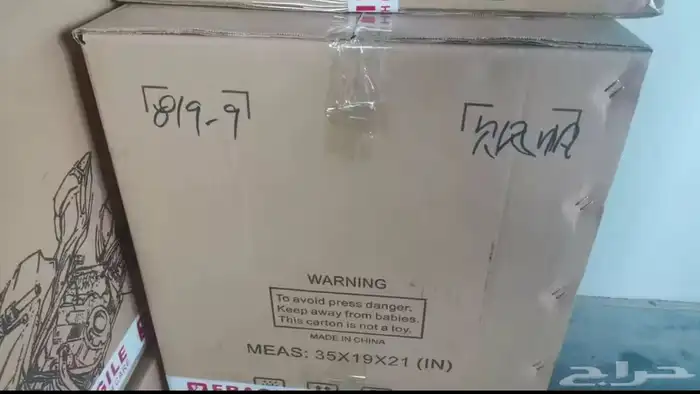 819-9
WARNING
To avoid press danger.
Keep away from babies.
This carton is not a toy.
MADE IN CHINA
MEAS: 35X19X21 (IN)
حراج